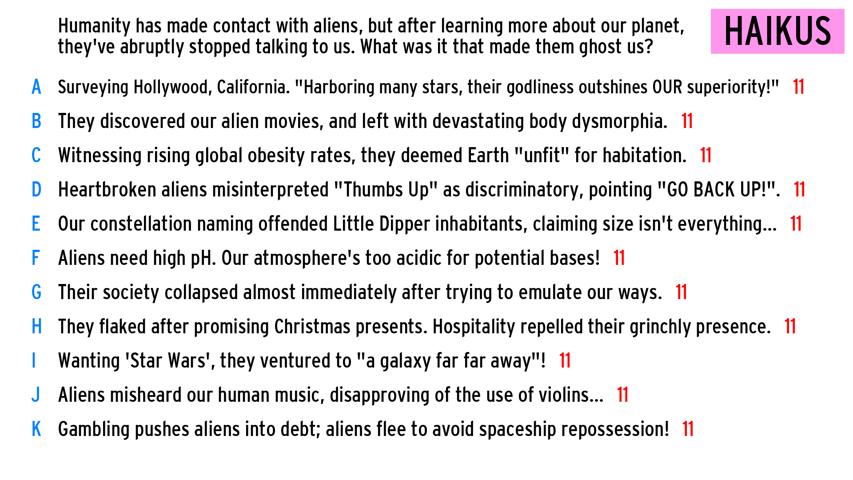 Humanity has made contact with aliens, but after learning more about our planet,
they've abruptly stopped talking to us. What was it that made them ghost us?
HAIKUS
A Surveying Hollywood, California. "Harboring many stars, their godliness outshines OUR superiority!" 11
B They discovered our alien movies, and left with devastating body dysmorphia. 11
C Witnessing rising global obesity rates, they deemed Earth "unfit" for habitation. 11
D Heartbroken aliens misinterpreted "Thumbs Up" as discriminatory, pointing "GO BACK UP!". 11
E Our constellation naming offended Little Dipper inhabitants, claiming size isn't everything... 11
F Aliens need high pH. Our atmosphere's too acidic for potential bases! 11
G Their society collapsed almost immediately after trying to emulate our ways. 11
H They flaked after promising Christmas presents. Hospitality repelled their grinchly presence. 11
I Wanting 'Star Wars', they ventured to "a galaxy far far away"! 11
J Aliens misheard our human music, disapproving of the use of violins... 11
K Gambling pushes aliens into debt; aliens flee to avoid spaceship repossession! 11